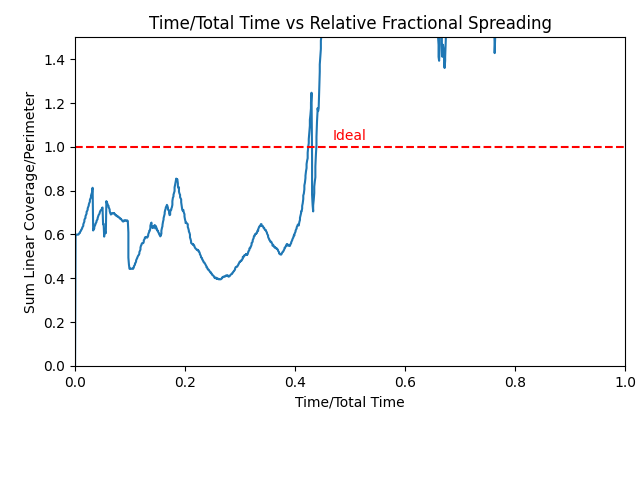 Time/Total Time vs Relative Fractional Spreading
Sum Linear Coverage/Perimeter
1.4
1.2
1.0
0.8
0.6
0.4
0.2
0.0
Ideal
0.0 0.2 0.4 0.6 0.8 1.0
Time/Total Time